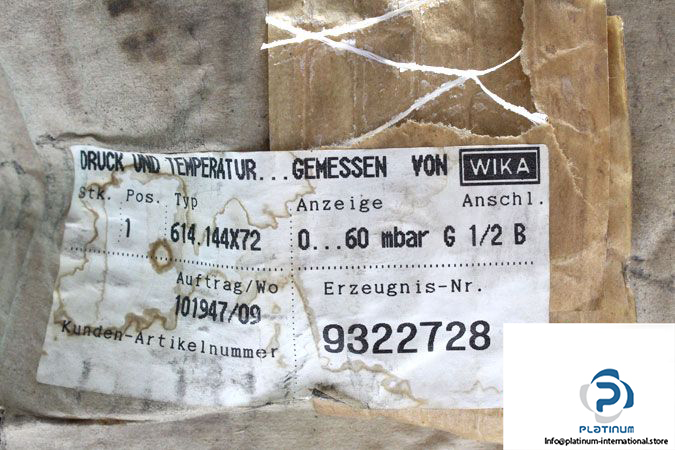 DRUCK UND TEMPERATUR...GEMESSEN VON WIKA
Stk. Pos. Typ Anzeige Anschl.
1 614.144X72 0...60 mbar G 1/2 B
Auftrag/Wo Erzeugnis-Nr.
101947/09 9322728
Kunden-Artikelnummer
PLATINUM
Info@platinum-international.store